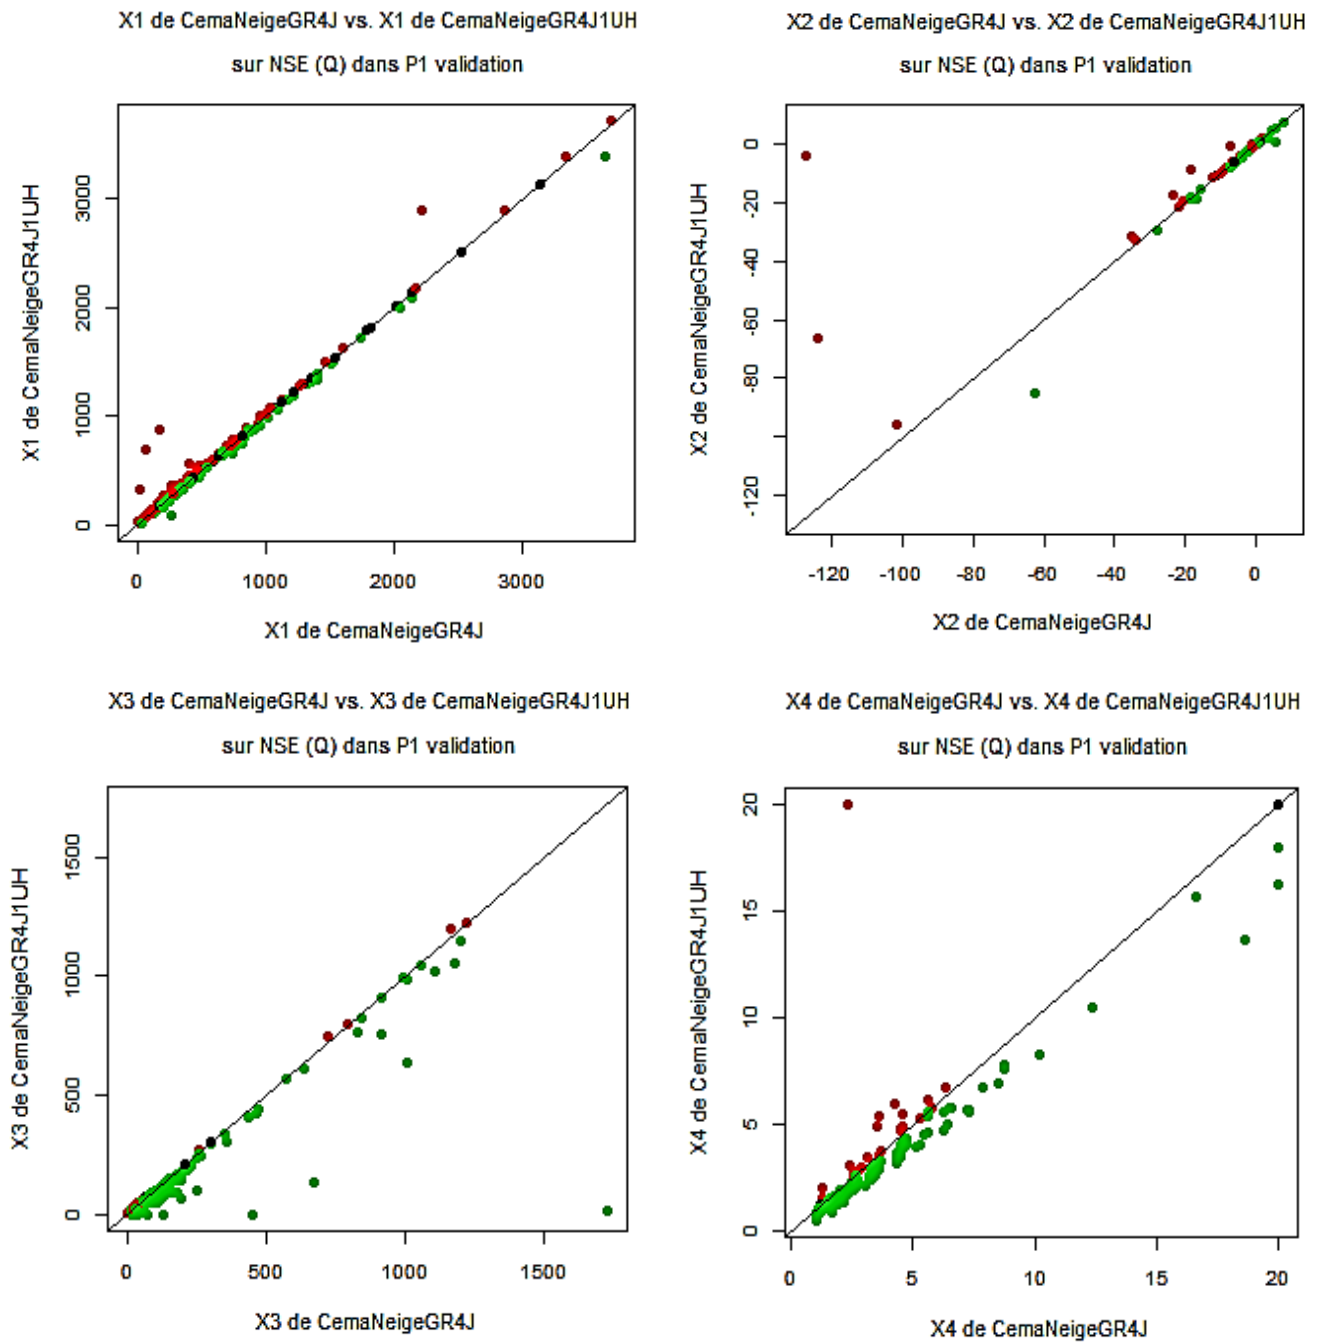 X1 de CemaNeigeGR4J vs. X1 de CemaNeigeGR4J1UH
sur NSE (Q) dans P1 validation
X1 de CemaNeigeGR4J1UH
3000
2000
1000
0
0 1000 2000 3000
X1 de CemaNeigeGR4J
X2 de CemaNeigeGR4J vs. X2 de CemaNeigeGR4J1UH
sur NSE (Q) dans P1 validation
X2 de CemaNeigeGR4J1UH
0
-20
-40
-60
-80
-120
-120 -100 -80 -60 -40 -20 0
X2 de CemaNeigeGR4J
X3 de CemaNeigeGR4J vs. X3 de CemaNeigeGR4J1UH
sur NSE (Q) dans P1 validation
X3 de CemaNeigeGR4J1UH
1500
1000
500
0
0 500 1000 1500
X3 de CemaNeigeGR4J
X4 de CemaNeigeGR4J vs. X4 de CemaNeigeGR4J1UH
sur NSE (Q) dans P1 validation
X4 de CemaNeigeGR4J1UH
20
15
10
5
0
0 5 10 15 20
X4 de CemaNeigeGR4J